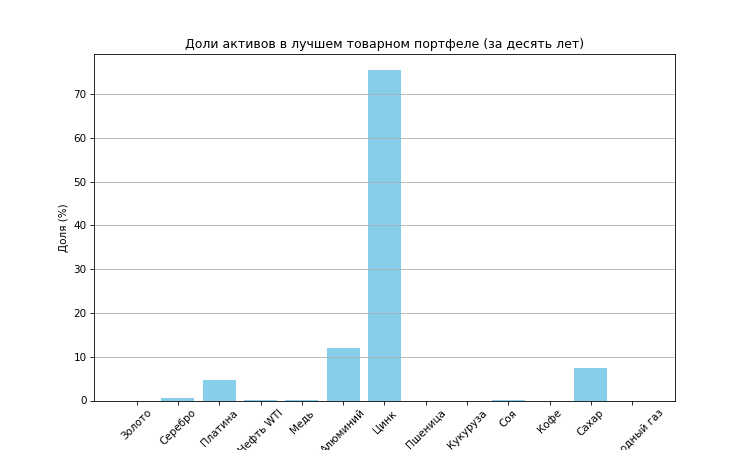 Доли активов в лучшем товарном портфеле (за десять лет)
Доля (%)
70
60
50
40
30
20
10
0
Золото
Серебро
Платина
Нефть WTI
Медь
Алюминий
Цинк
Пшеница
Кукуруза
Соя
Кофе
Сахар
газ